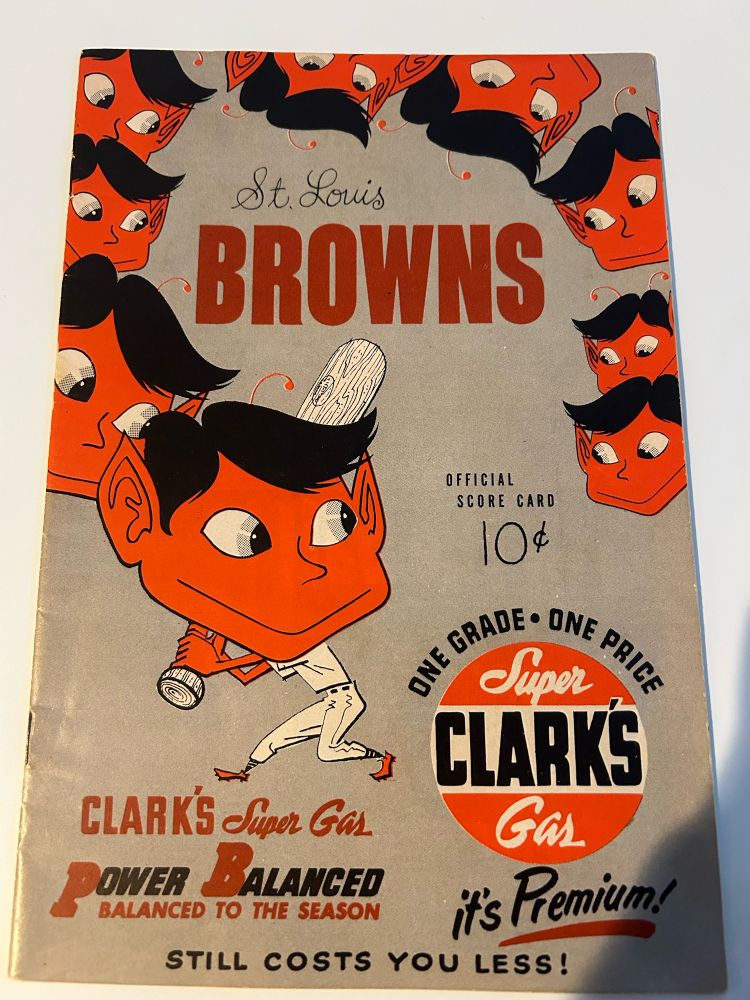 St. Louis
BROWNS
OFFICIAL
SCORE CARD
10¢
ONE GRADE • ONE PRICE
Super
CLARK'S
Gas
it's Premium!
CLARK'S Super Gas
POWER BALANCED
BALANCED TO THE SEASON
STILL COSTS YOU LESS!